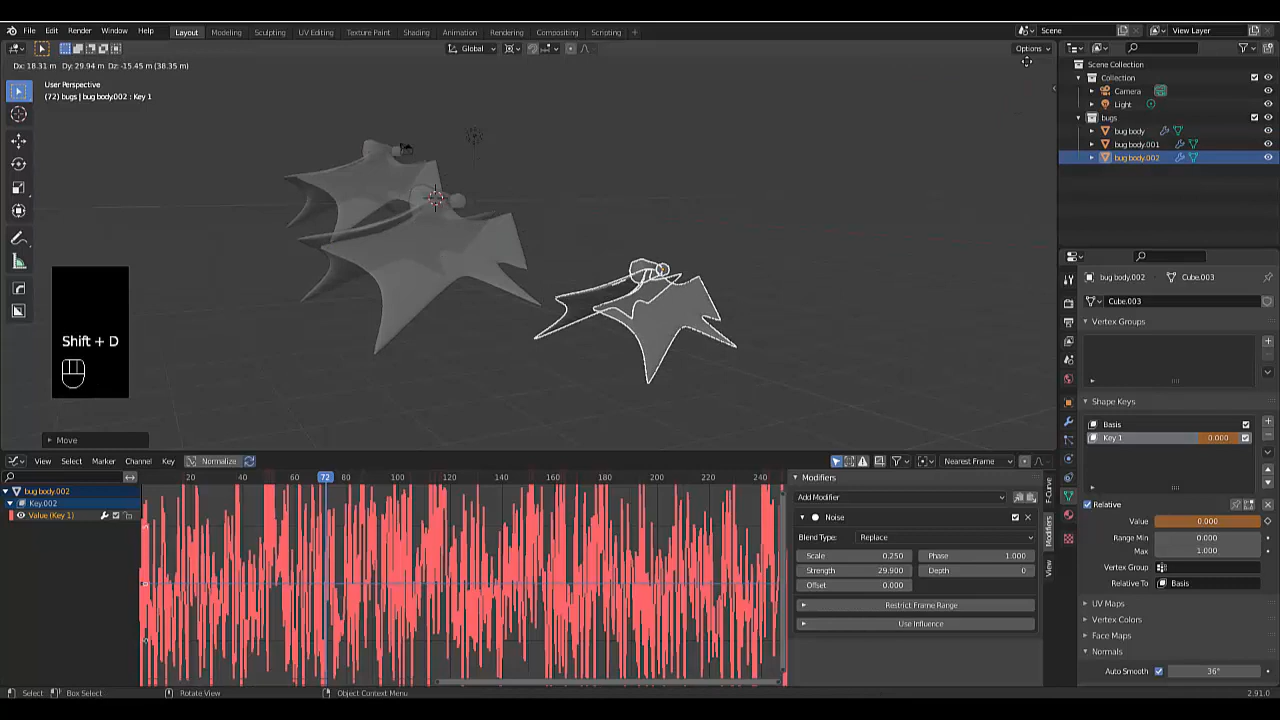 File Edit Render Window Help Layout Modeling Sculpting UV Editing Texture Paint Shading Animation Rendering Compositing Scripting + Scene View Layer
Global Options
Dx: 18.31 m Dy: 29.94 m Dz: -15.45 m (38.35 m)
Scene Collection
User Perspective
Collection
(72) bugs | bug body.002 : Key 1
Camera
Light
bugs
bug body
bug body.001
bug body.002
bug body.002 Cube.003
Cube.003
Vertex Groups
Shift + D
Shape Keys
Basis
Key 1 0.000
Move
View Select Marker Channel Key Normalize Nearest Frame
20 40 60 72 80 100 120 140 160 180 200 220 240
Modifiers
bug body.002
Key.002
Value (Key 1)
Add Modifier
Noise
Blend Type: Replace
Scale 0.250 Phase 1.000
Strength 29.900 Depth 0
Offset 0.000
Restrict Frame Range
Use Influence
F-Curve
Modifiers
View
Relative
Value 0.000
Range Min 0.000
Max 1.000
Vertex Group
Relative To Basis
UV Maps
Vertex Colors
Face Maps
Normals
Auto Smooth 36°
Select Box Select Rotate View Object Context Menu 2.91.0